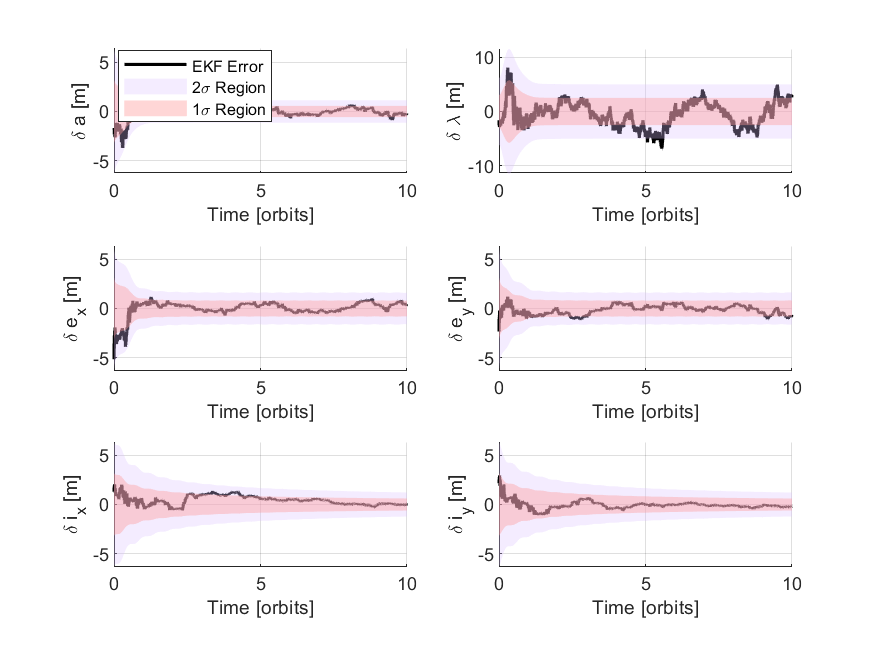 5
0
-5
δ a [m]
EKF Error
2σ Region
1σ Region
0 5 10
Time [orbits]
10
0
-10
δ λ [m]
0 5 10
Time [orbits]
5
0
-5
δ e_x [m]
0 5 10
Time [orbits]
5
0
-5
δ e_y [m]
0 5 10
Time [orbits]
5
0
-5
δ i_x [m]
0 5 10
Time [orbits]
5
0
-5
δ i_y [m]
0 5 10
Time [orbits]